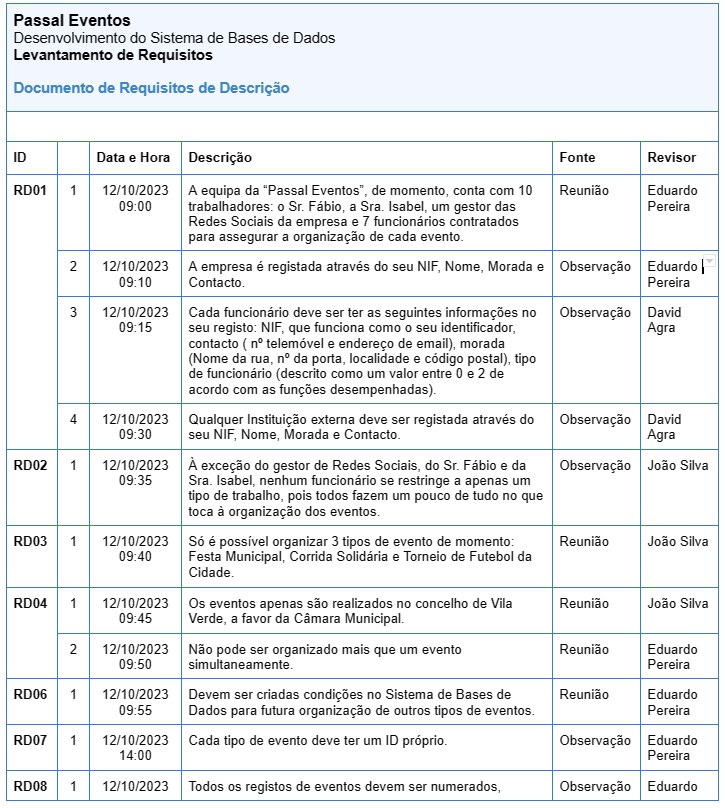 Passal Eventos
Desenvolvimento do Sistema de Bases de Dados
Levantamento de Requisitos
Documento de Requisitos de Descrição
ID Data e Hora Descrição Fonte Revisor
RD01 1 12/10/2023 A equipa da “Passal Eventos”, de momento, conta com 10 Reunião Eduardo
09:00 trabalhadores: o Sr. Fábio, a Sra. Isabel, um gestor das Pereira
Redes Sociais da empresa e 7 funcionários contratados
para assegurar a organização de cada evento.
2 12/10/2023 A empresa é registada através do seu NIF, Nome, Morada e Observação Eduardo
09:10 Contacto. Pereira
3 12/10/2023 Cada funcionário deve ser ter as seguintes informações no Observação David
09:15 seu registo: NIF, que funciona como o seu identificador, Agra
contacto ( nº telemóvel e endereço de email), morada
(Nome da rua, nº da porta, localidade e código postal), tipo
de funcionário (descrito como um valor entre 0 e 2 de
acordo com as funções desempenhadas).
4 12/10/2023 Qualquer Instituição externa deve ser registada através do Observação David
09:30 seu NIF, Nome, Morada e Contacto. Agra
RD02 1 12/10/2023 À exceção do gestor de Redes Sociais, do Sr. Fábio e da Observação João Silva
09:35 Sra. Isabel, nenhum funcionário se restringe a apenas um
tipo de trabalho, pois todos fazem um pouco de tudo no que
toca à organização dos eventos.
RD03 1 12/10/2023 Só é possível organizar 3 tipos de evento de momento: Reunião João Silva
09:40 Festa Municipal, Corrida Solidária e Torneio de Futebol da
Cidade.
RD04 1 12/10/2023 Os eventos apenas são realizados no concelho de Vila Reunião João Silva
09:45 Verde, a favor da Câmara Municipal.
2 12/10/2023 Não pode ser organizado mais que um evento Reunião Eduardo
09:50 simultaneamente. Pereira
RD06 1 12/10/2023 Devem ser criadas condições no Sistema de Bases de Reunião Eduardo
09:55 Dados para futura organização de outros tipos de eventos. Pereira
RD07 1 12/10/2023 Cada tipo de evento deve ter um ID próprio. Observação Eduardo
14:00 Pereira
RD08 1 12/10/2023 Todos os registos de eventos devem ser numerados, Observação Eduardo